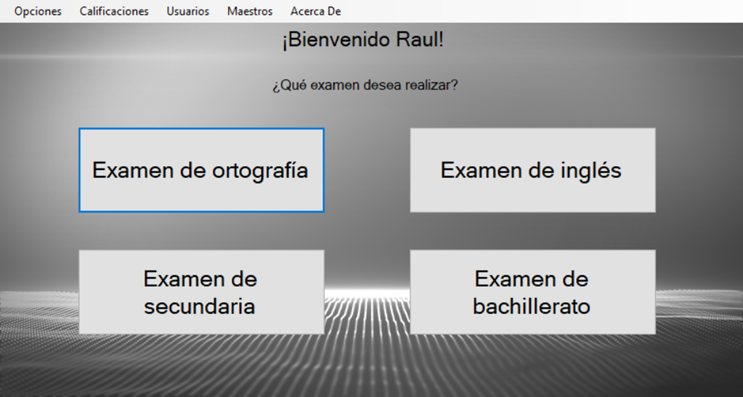 Opciones Calificaciones Usuarios Maestros Acerca De
¡Bienvenido Raul!
¿Qué examen desea realizar?
Examen de ortografía
Examen de inglés
Examen de
secundaria
Examen de
bachillerato